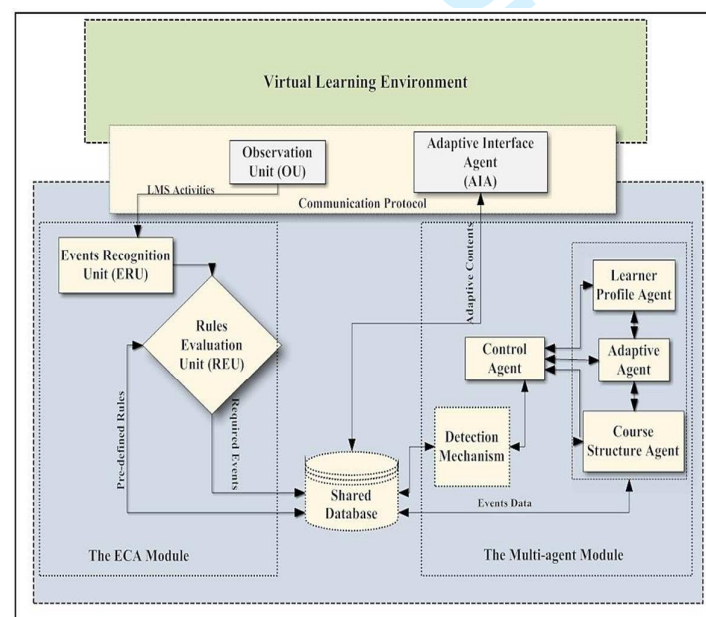 Virtual Learning Environment
Observation
Unit (OU)
Adaptive Interface
Agent
(AIA)
LMS Activities
Communication Protocol
Events Recognition
Unit (ERU)
Rules
Evaluation
Unit (REU)
Pre-defined Rules
Required Events
The ECA Module
Adaptive Contents
Shared
Database
Learner
Profile Agent
Control
Agent
Adaptive
Agent
Detection
Mechanism
Course
Structure Agent
Events Data
The Multi-agent Module